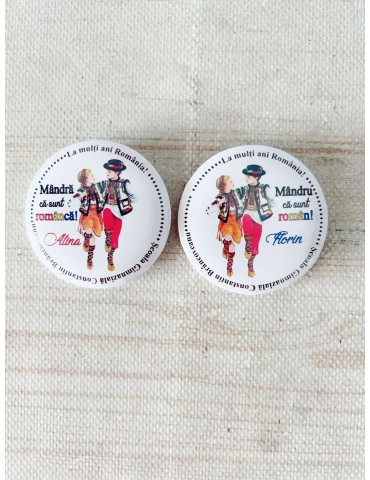 La mulți ani România!
Mândră
că sunt
româncă!
Alina
Școala Gimnazială Constantin Brâncoveanu
La mulți ani România!
Mândru
că sunt
român!
Florin
Școala Gimnazială Constantin Brâncoveanu